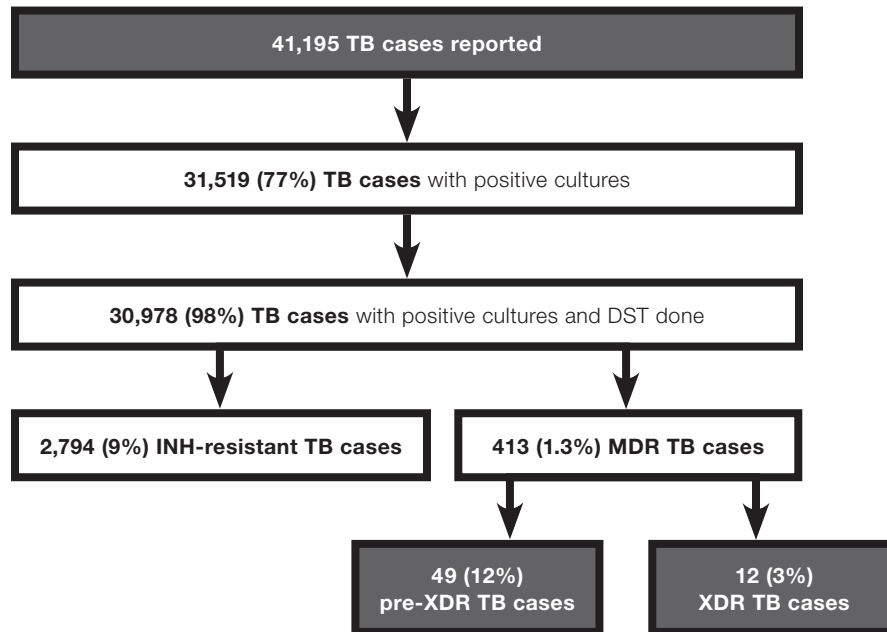 41,195 TB cases reported
31,519 (77%) TB cases with positive cultures
30,978 (98%) TB cases with positive cultures and DST done
2,794 (9%) INH-resistant TB cases
413 (1.3%) MDR TB cases
49 (12%)
pre-XDR TB cases
12 (3%)
XDR TB cases